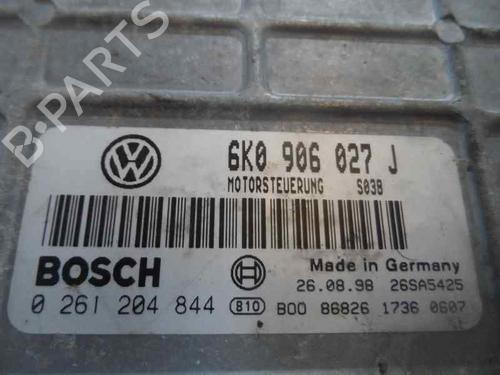 B-PARTS
6K0 906 027 J
MOTORSTEUERUNG S03B
BOSCH
Made in Germany
26.08.98 26SA5425
0 261 204 844 810 B00 86826 1736 0607